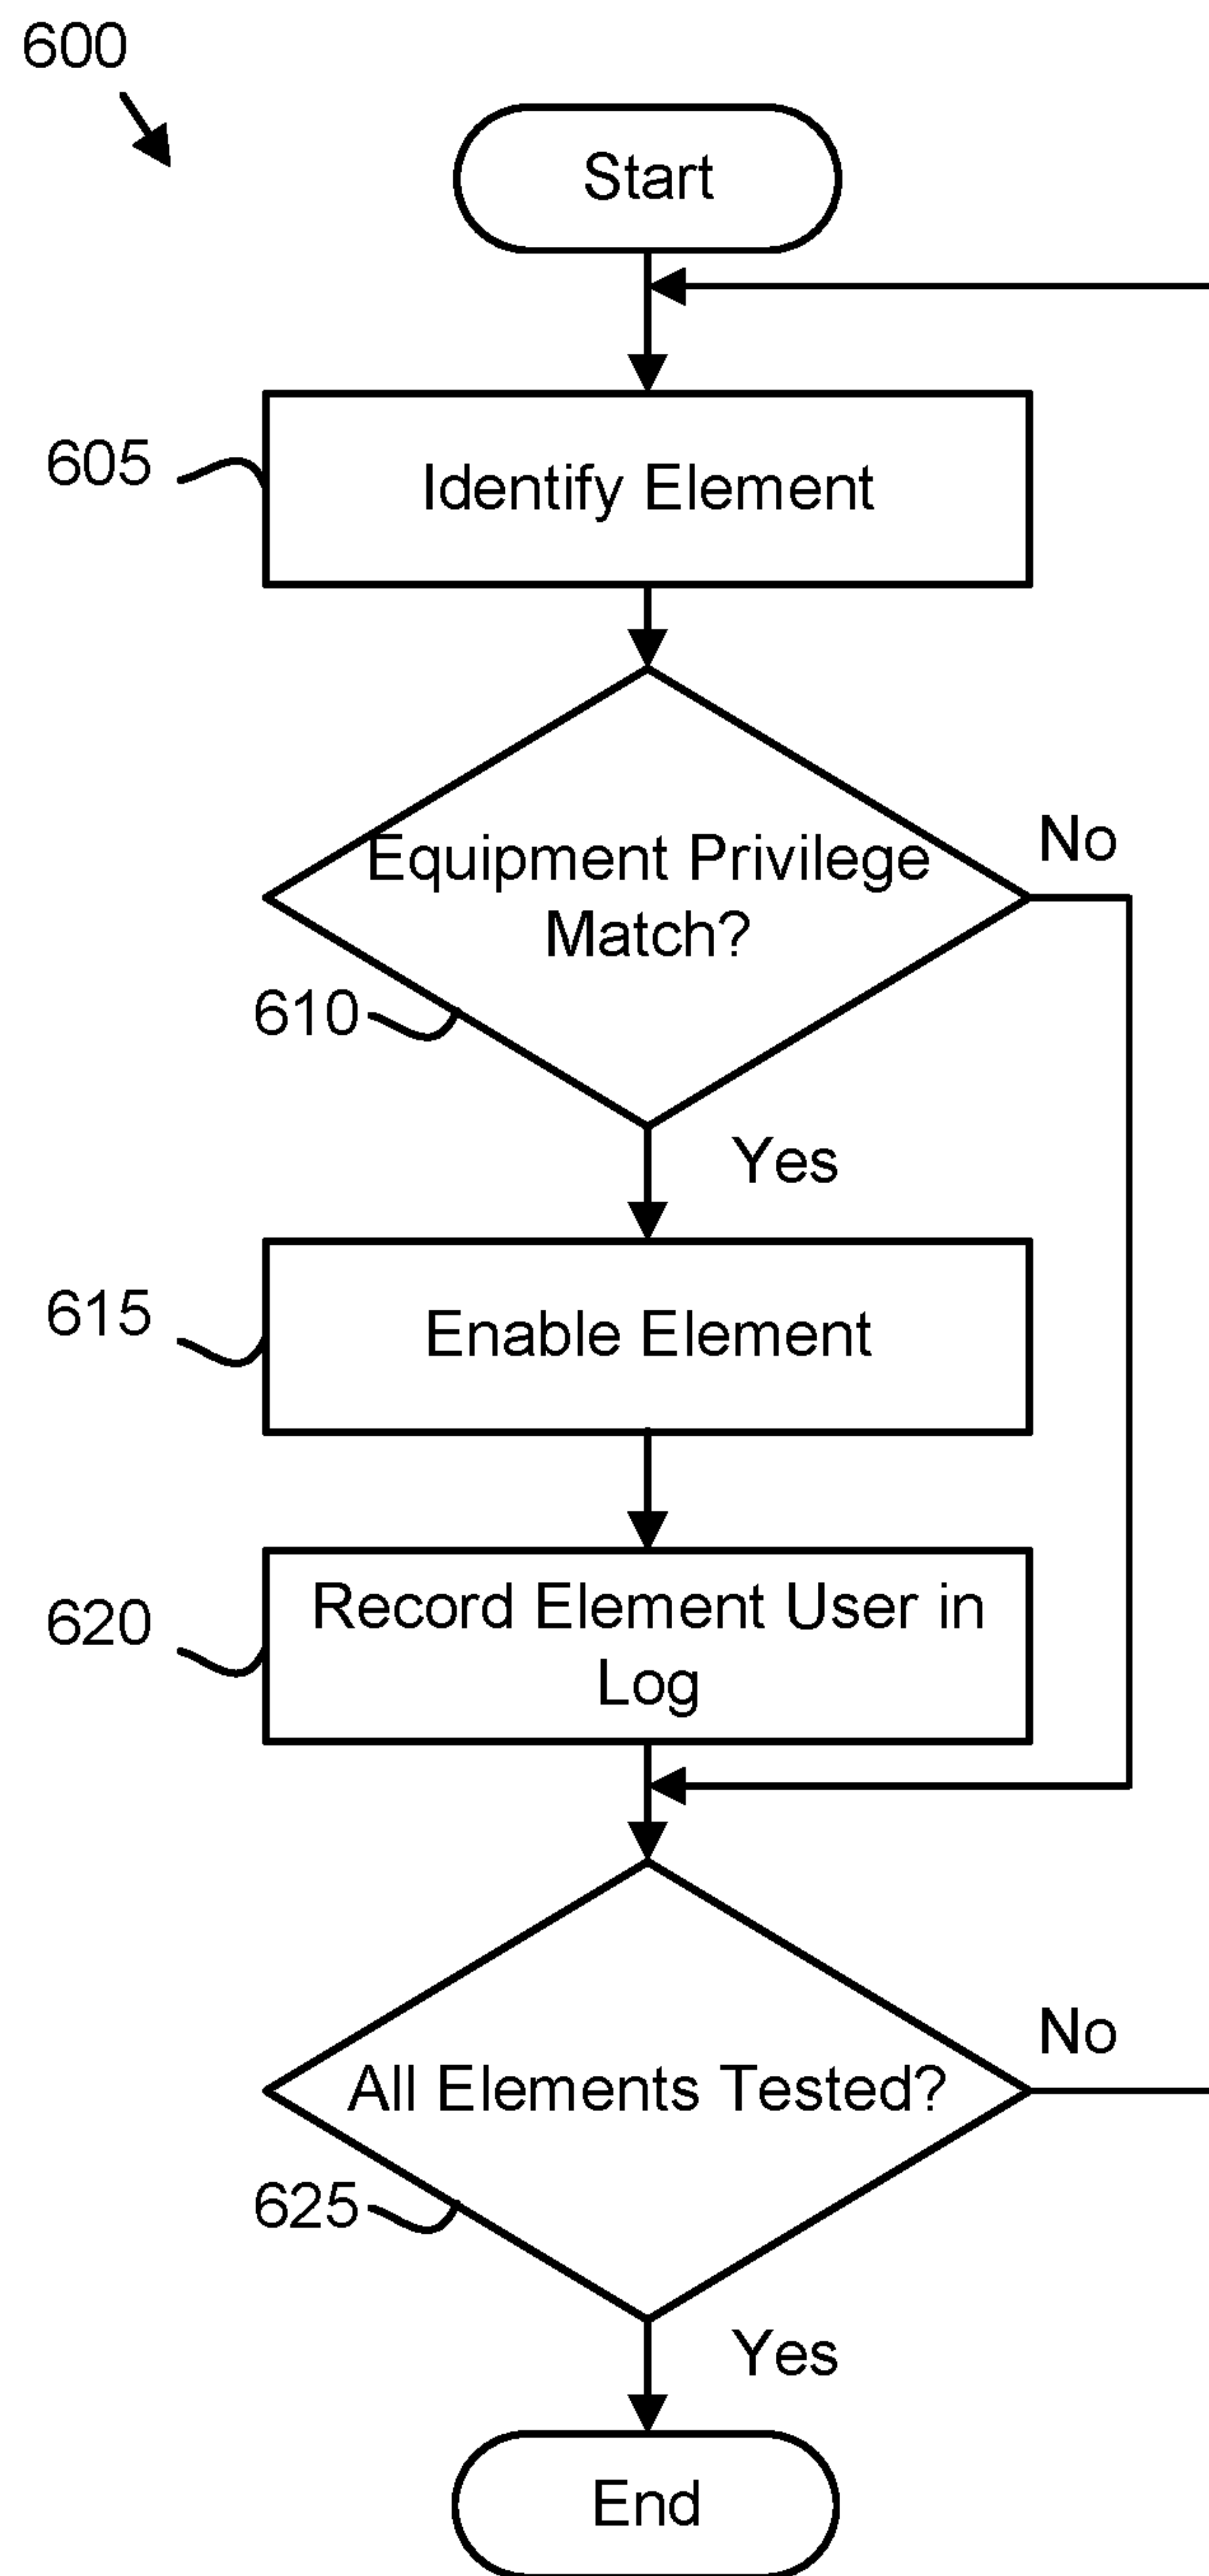 600
Start
605
Identify Element
Equipment Privilege
Match?
No
610
Yes
615
Enable Element
620
Record Element User in
Log
All Elements Tested?
No
625
Yes
End